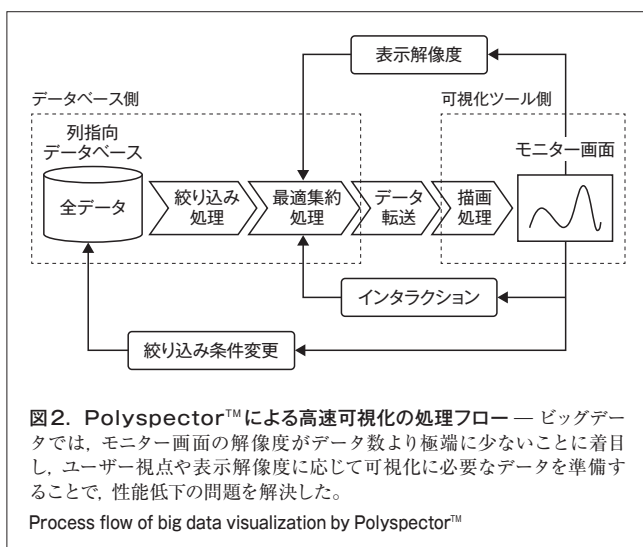 表示解像度
データベース側
可視化ツール側
列指向
データベース
モニター画面
全データ
絞り込み
処理
最適集約
処理
データ
転送
描画
処理
インタラクション
絞り込み条件変更
図2. Polyspector™による高速可視化の処理フロー — ビッグデー
タでは，モニター画面の解像度がデータ数より極端に少ないことに着目
し，ユーザー視点や表示解像度に応じて可視化に必要なデータを準備す
ることで，性能低下の問題を解決した。
Process flow of big data visualization by Polyspector™